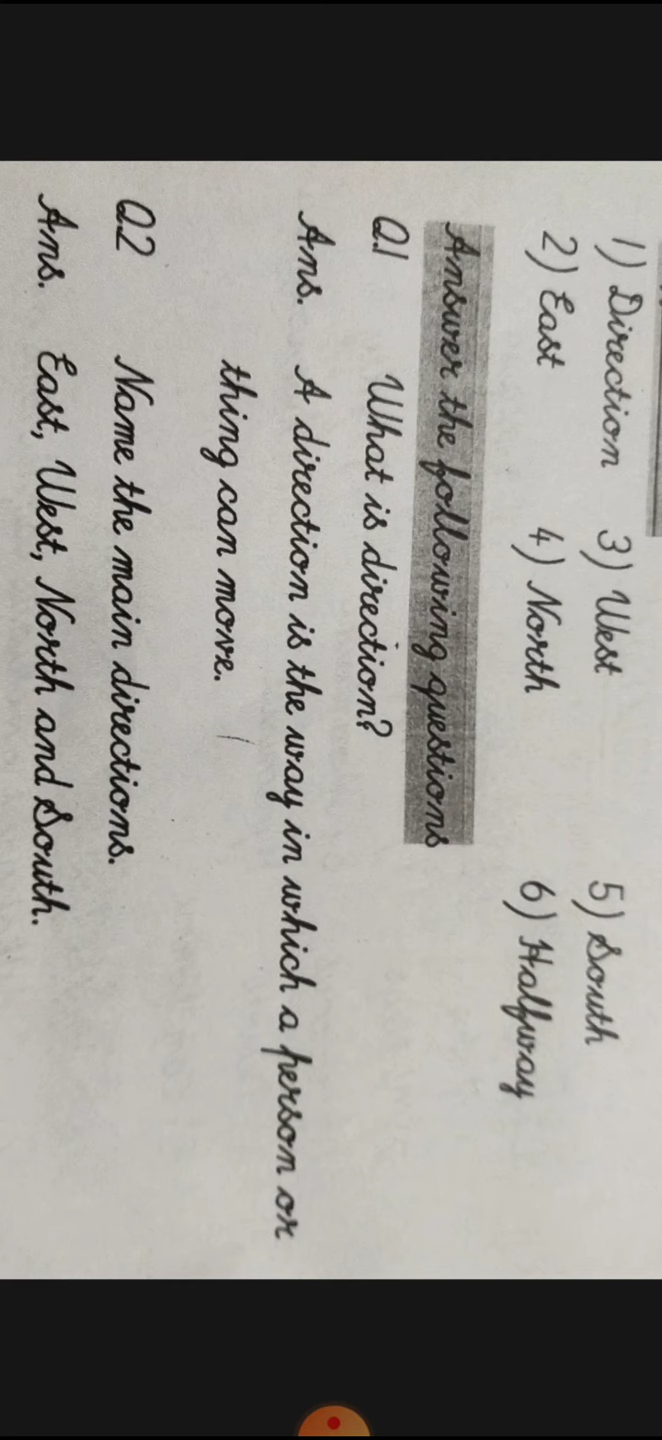 1) Direction 3) West 5) South
2) East 4) North 6) Halfway
Answer the following questions
Q.1 What is direction?
Ans. A direction is the way in which a person or
thing can move.
Q.2 Name the main directions.
Ans. East, West, North and South.